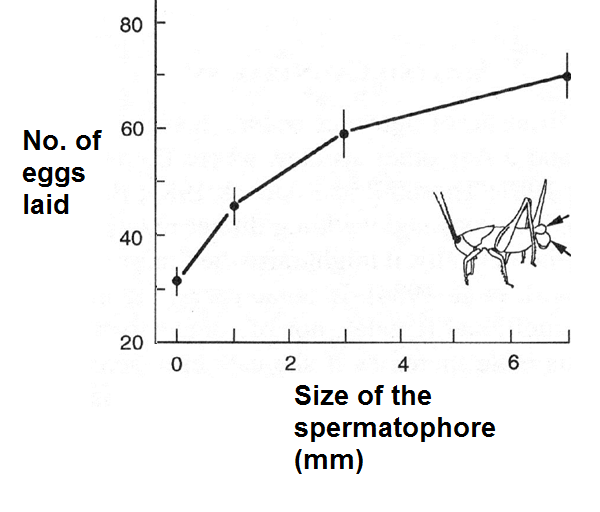 80
60
40
20
No. of
eggs
laid
0 2 4 6
Size of the
spermatophore
(mm)